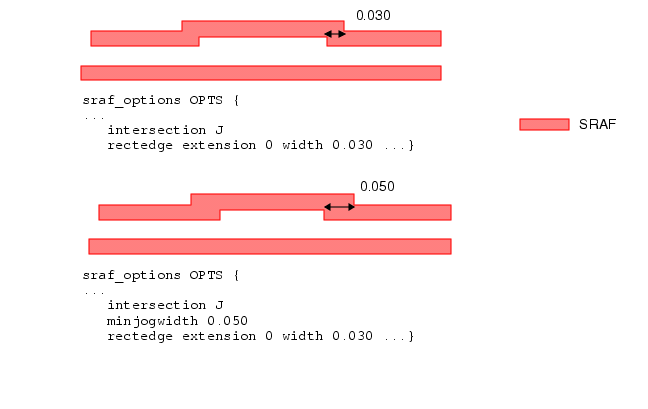 0.030
sraf_options OPTS {
...
intersection J
rectedge extension 0 width 0.030 ...}
SRAF
0.050
sraf_options OPTS {
...
intersection J
minjogwidth 0.050
rectedge extension 0 width 0.030 ...}